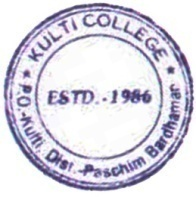 ★ KULTI COLLEGE ★
ESTD.-1986
P.O.-Kulti, Dist.-Paschim Bardhaman